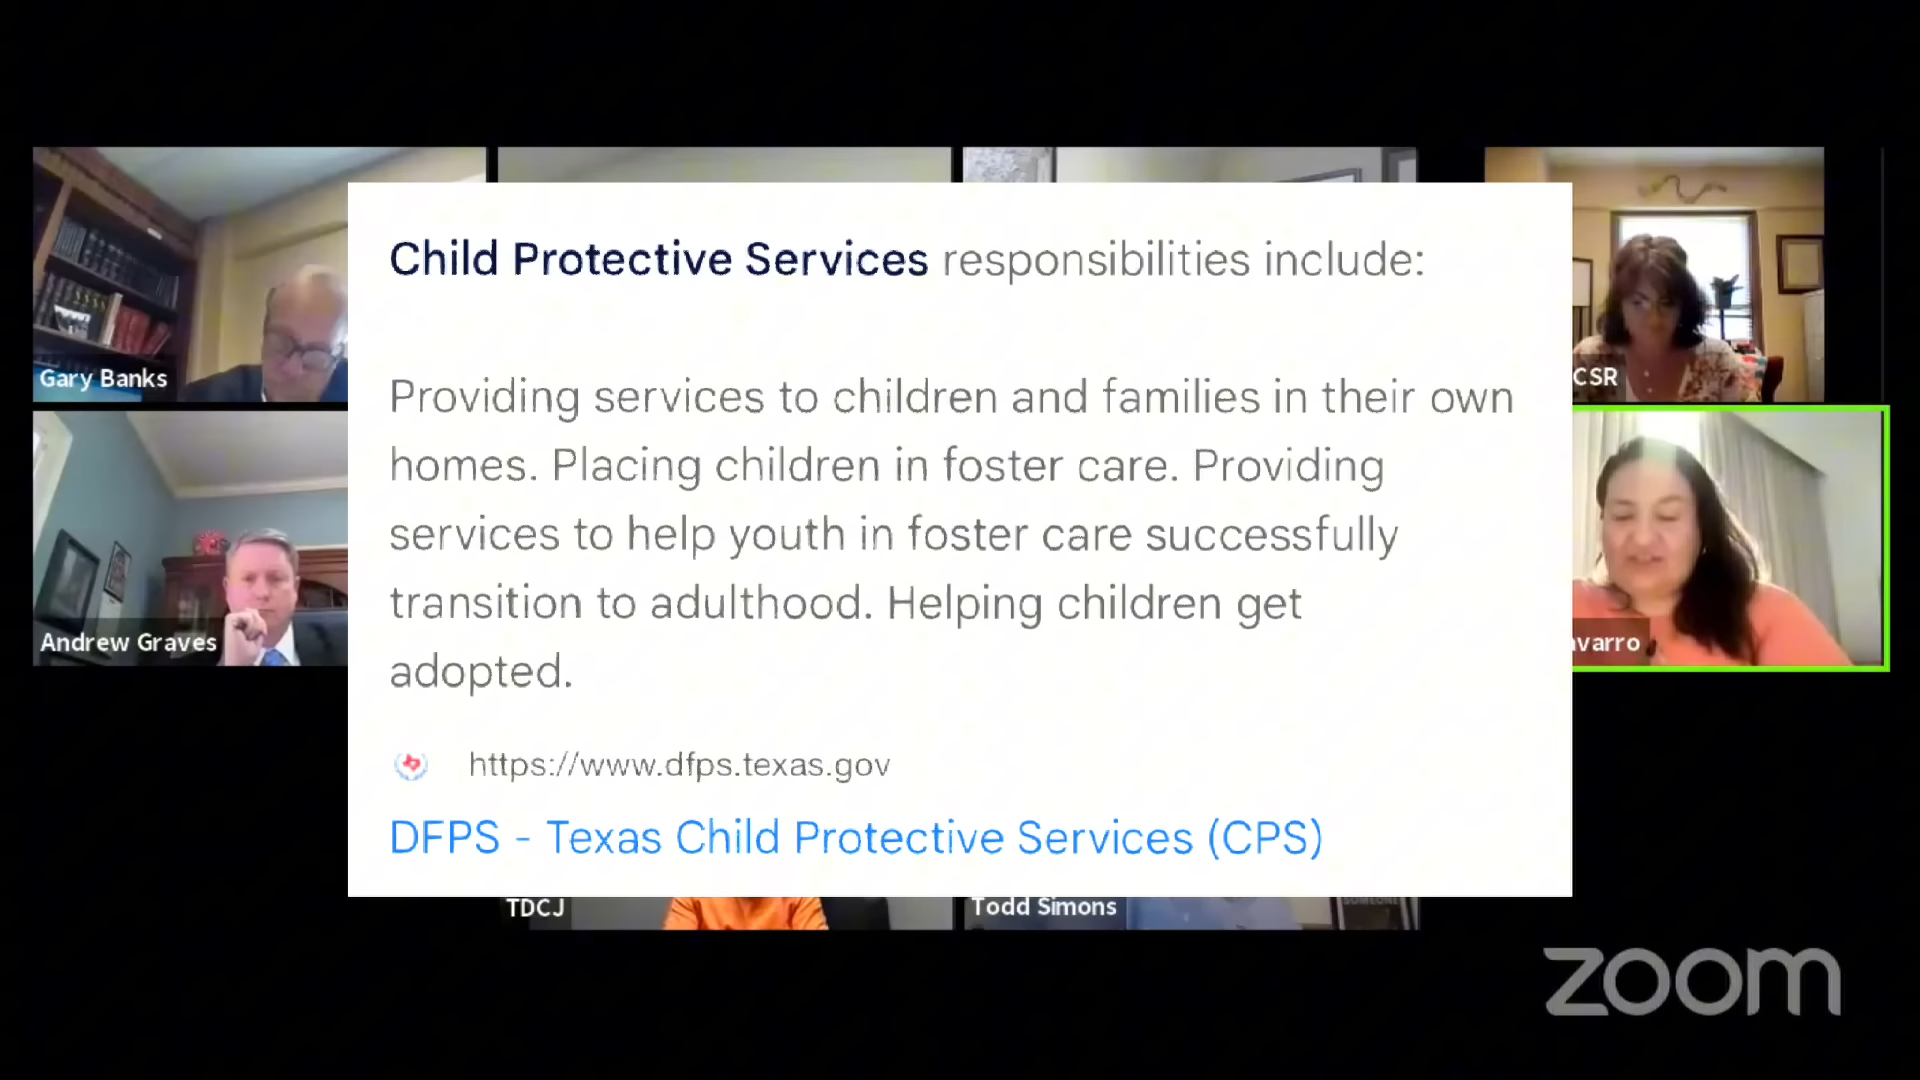 Child Protective Services responsibilities include:
Providing services to children and families in their own
homes. Placing children in foster care. Providing
services to help youth in foster care successfully
transition to adulthood. Helping children get
adopted.
https://www.dfps.texas.gov
DFPS - Texas Child Protective Services (CPS)
Gary Banks
CSR
Andrew Graves
avarro
TDCJ
Todd Simons
SOMEONE
zoom